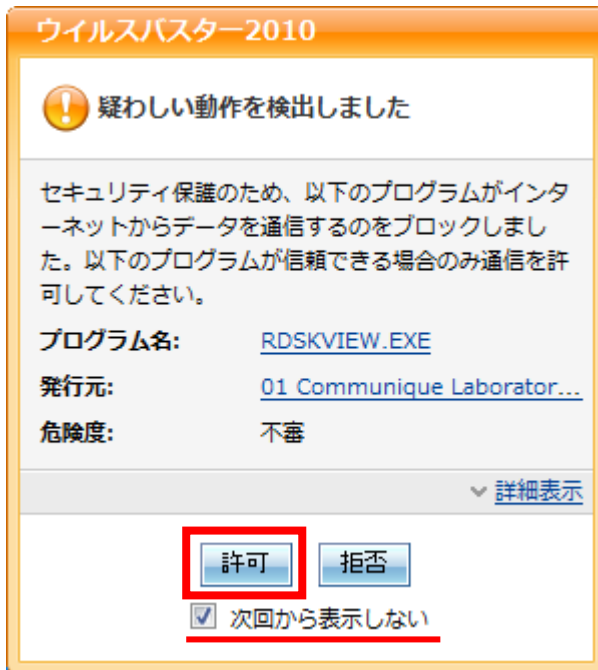 ウイルスバスター2010
疑わしい動作を検出しました
セキュリティ保護のため、以下のプログラムがインタ
ーネットからデータを通信するのをブロックしまし
た。以下のプログラムが信頼できる場合のみ通信を許
可してください。
プログラム名: RDSKVIEW.EXE
発行元: 01 Communique Laborator...
危険度: 不審
詳細表示
許可 拒否
次回から表示しない